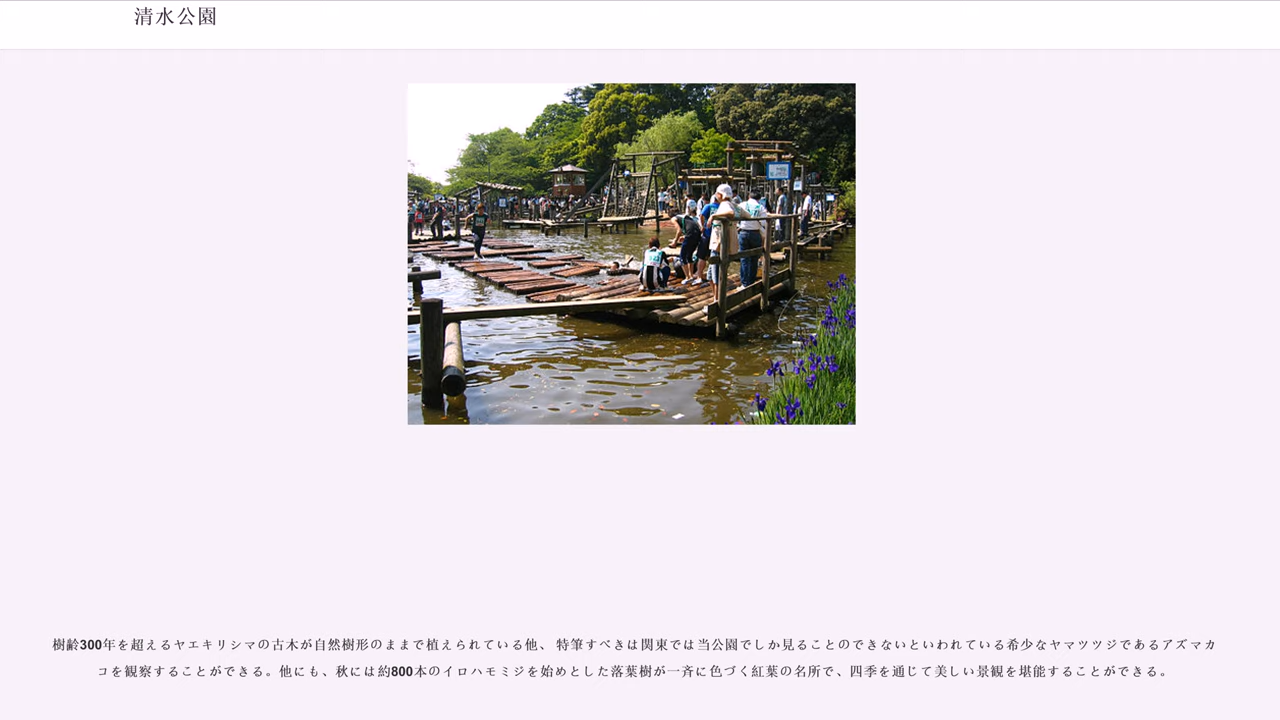 清水公園
樹齢300年を超えるヤエキリシマの古木が自然樹形のままで植えられている他、 特筆すべきは関東では当公園でしか見ることのできないといわれている希少なヤマツツジであるアズマカ
コを観察することができる。他にも、秋には約800本のイロハモミジを始めとした落葉樹が一斉に色づく紅葉の名所で、四季を通じて美しい景観を堪能することができる。